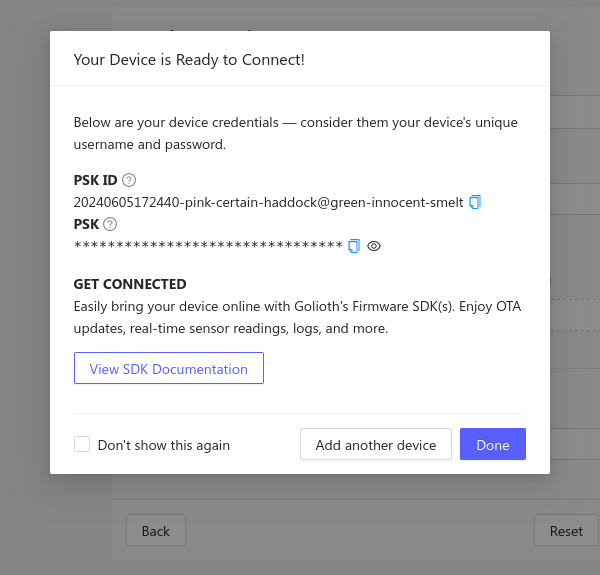 Your Device is Ready to Connect!
Below are your device credentials — consider them your device's unique
username and password.
PSK ID ?
20240605172440-pink-certain-haddock@green-innocent-smelt
PSK ?
********************************
GET CONNECTED
Easily bring your device online with Golioth's Firmware SDK(s). Enjoy OTA
updates, real-time sensor readings, logs, and more.
View SDK Documentation
Don't show this again
Add another device
Done
Back
Reset